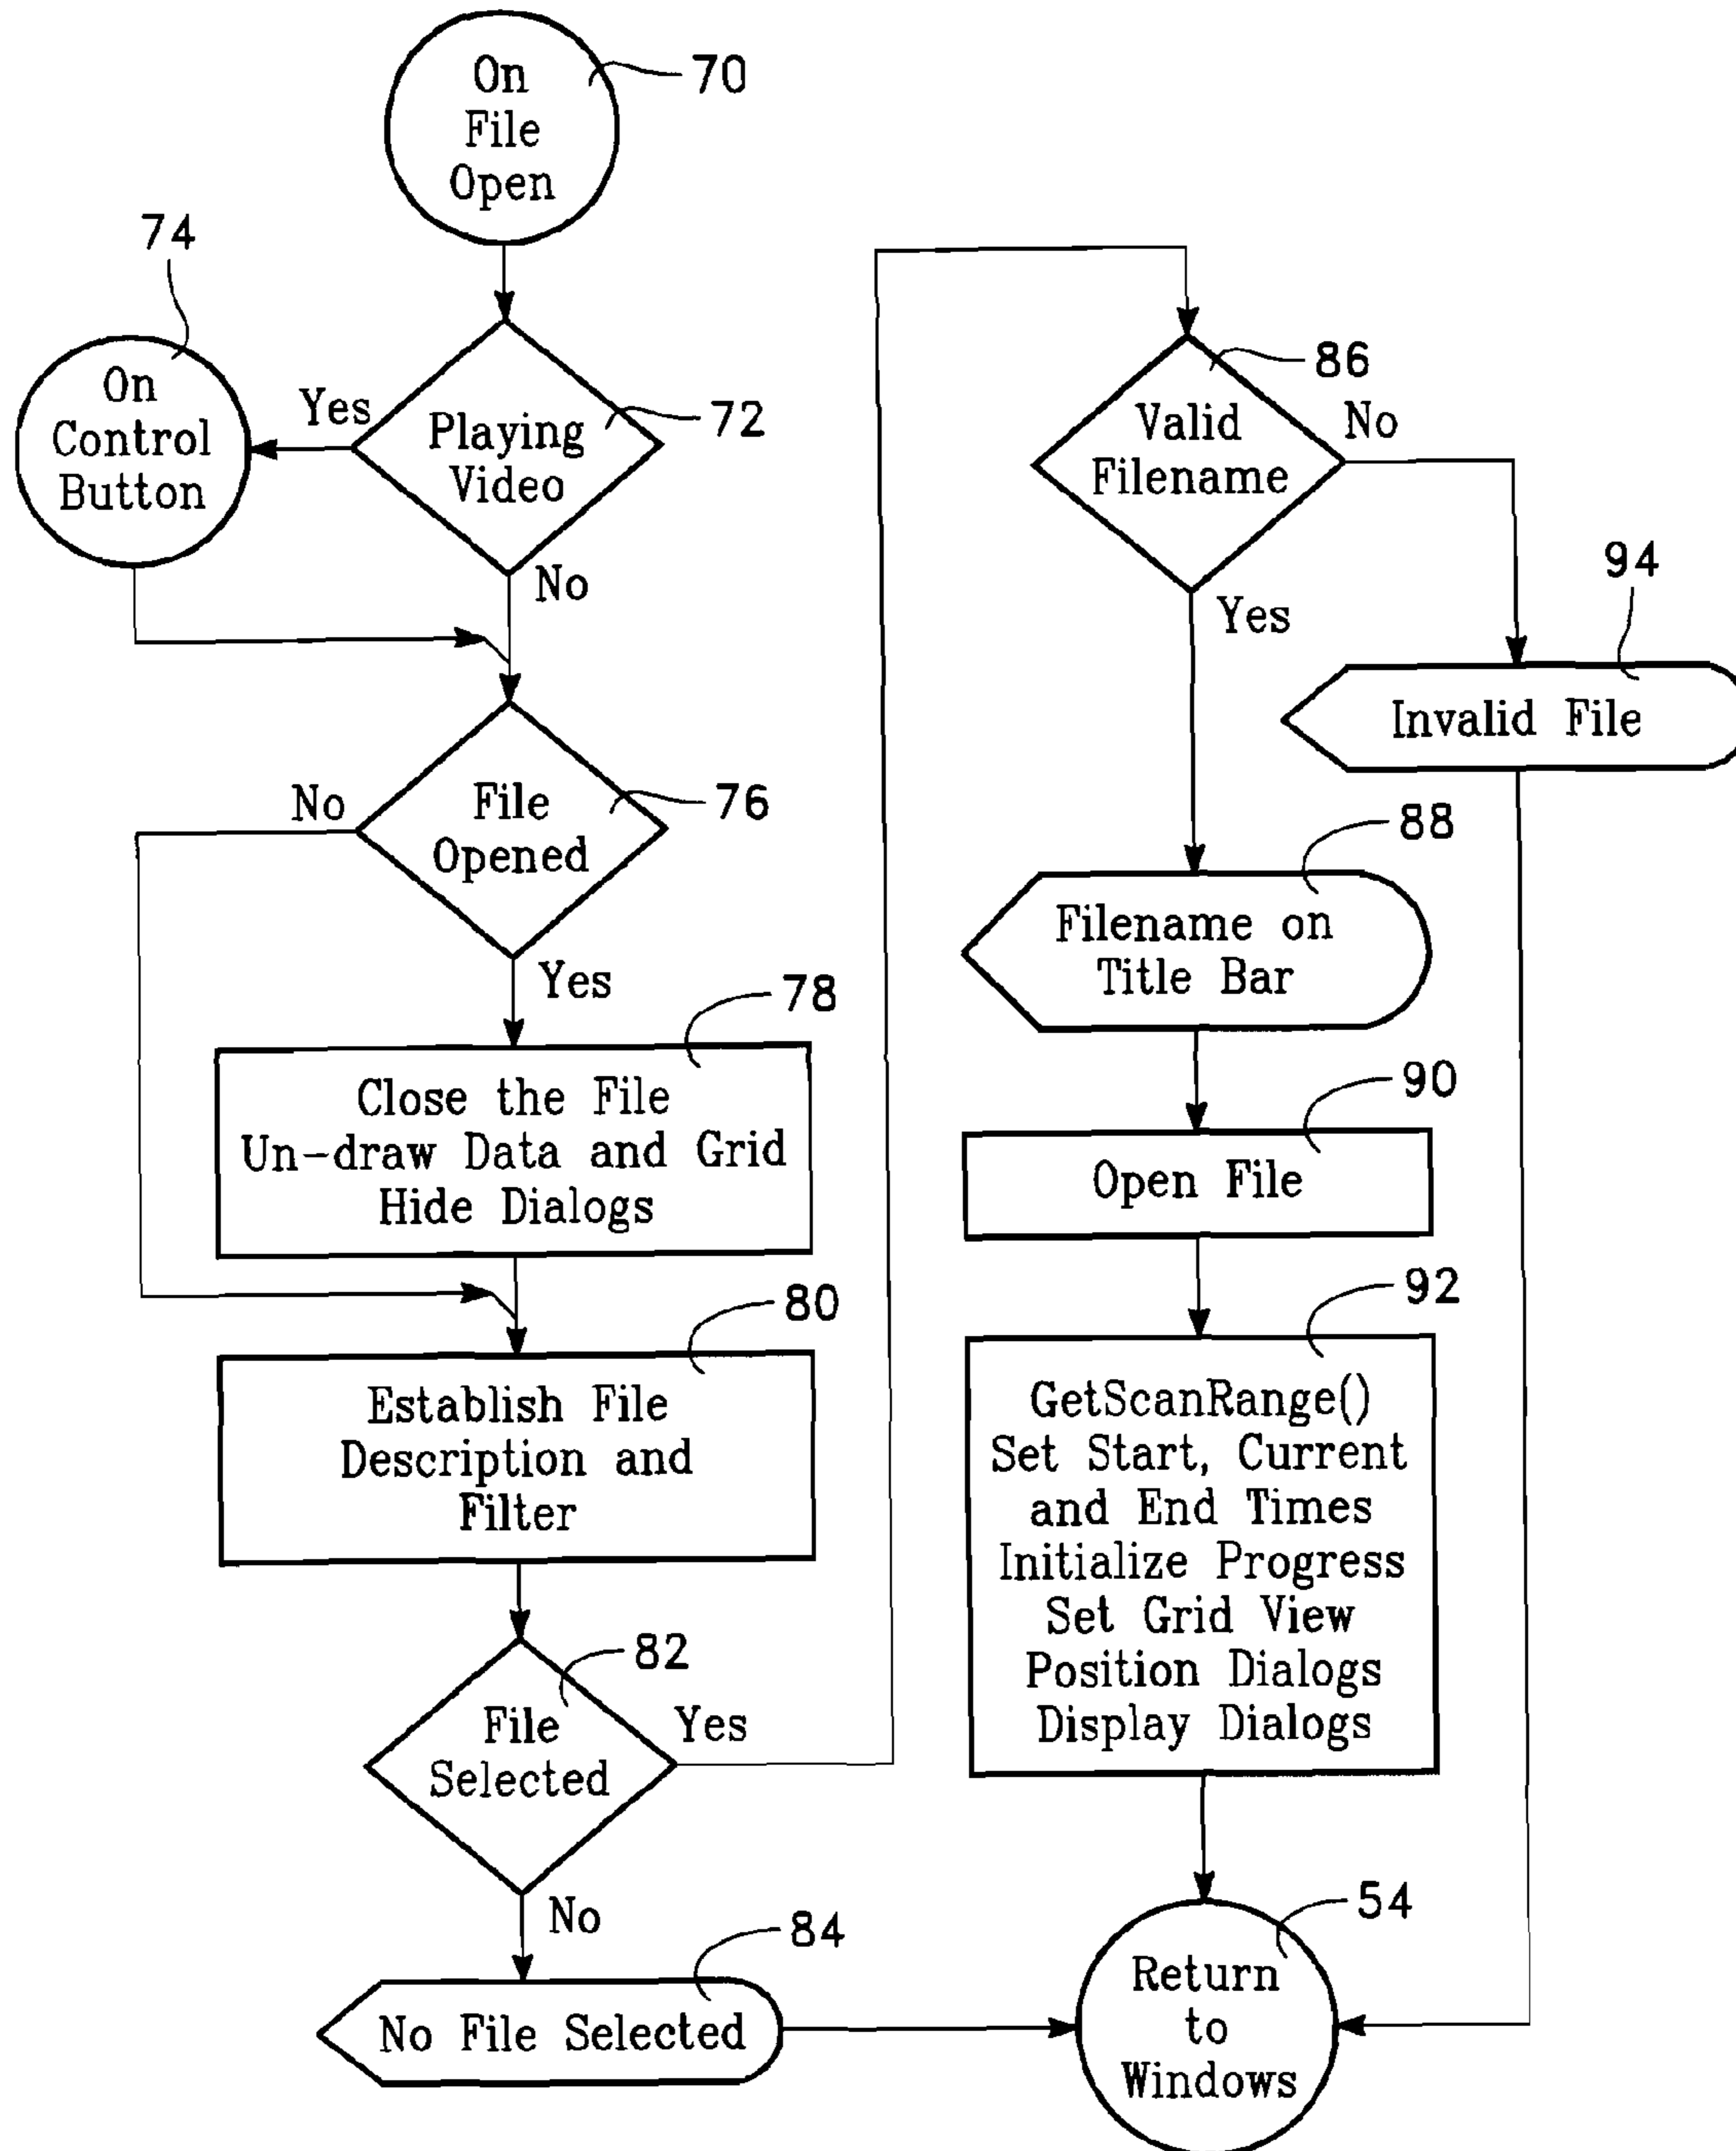 On
File
Open
70
74
On
Control
Button
Yes
Playing
Video
72
No
No
File
Opened
76
Yes
78
Close the File
Un-draw Data and Grid
Hide Dialogs
80
Establish File
Description and
Filter
82
File
Selected
Yes
No
84
No File Selected
86
Valid
Filename
No
Yes
94
Invalid File
88
Filename on
Title Bar
90
Open File
92
GetScanRange()
Set Start, Current
and End Times
Initialize Progress
Set Grid View
Position Dialogs
Display Dialogs
54
Return
to
Windows